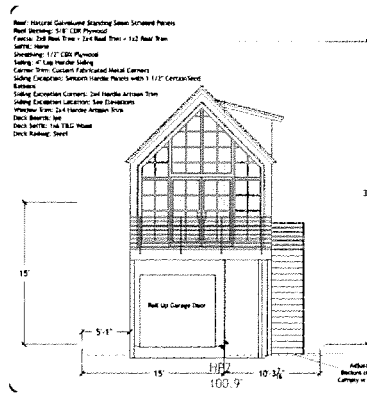 Roof: Natural Galvanized Standing Seam Striated Panels
Roof Decking: 5/8" CDX Plywood
Fascia: 2x8 Roof Trim - 2x4 Roof Trim - 1x2 Roof Trim
Soffit: None
Sheathing: 1/2" CDX Plywood
Siding: 4" Lap Hardie Siding
Corner Trim: Custom Fabricated Metal Corners
Siding Exception: Smooth Hardie Panels with 1 1/2" CertainTeed
Battens
Siding Exception Corners: 2x4 Hardie Artisan Trim
Siding Exception Location: See Elevations
Window Trim: 2x4 Hardie Artisan Trim
Deck Boards: Ipe
Deck Soffit: 1x6 T&G Wood
Deck Railing: Steel
3
15'
Roll Up Garage Door
5'-1"
15'
10'-3
HP2
100.9'
Adjust